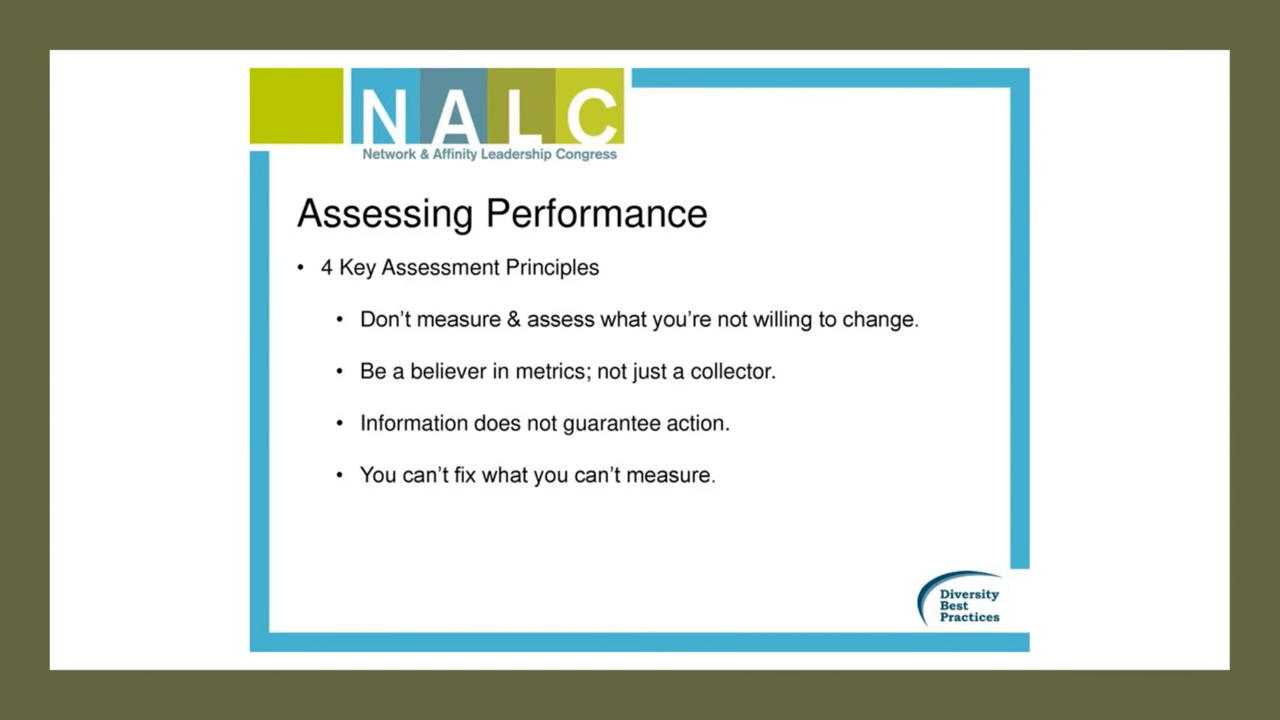 NALC
Network & Affinity Leadership Congress
Assessing Performance
• 4 Key Assessment Principles
• Don't measure & assess what you're not willing to change.
• Be a believer in metrics; not just a collector.
• Information does not guarantee action.
• You can't fix what you can't measure.
Diversity
Best
Practices